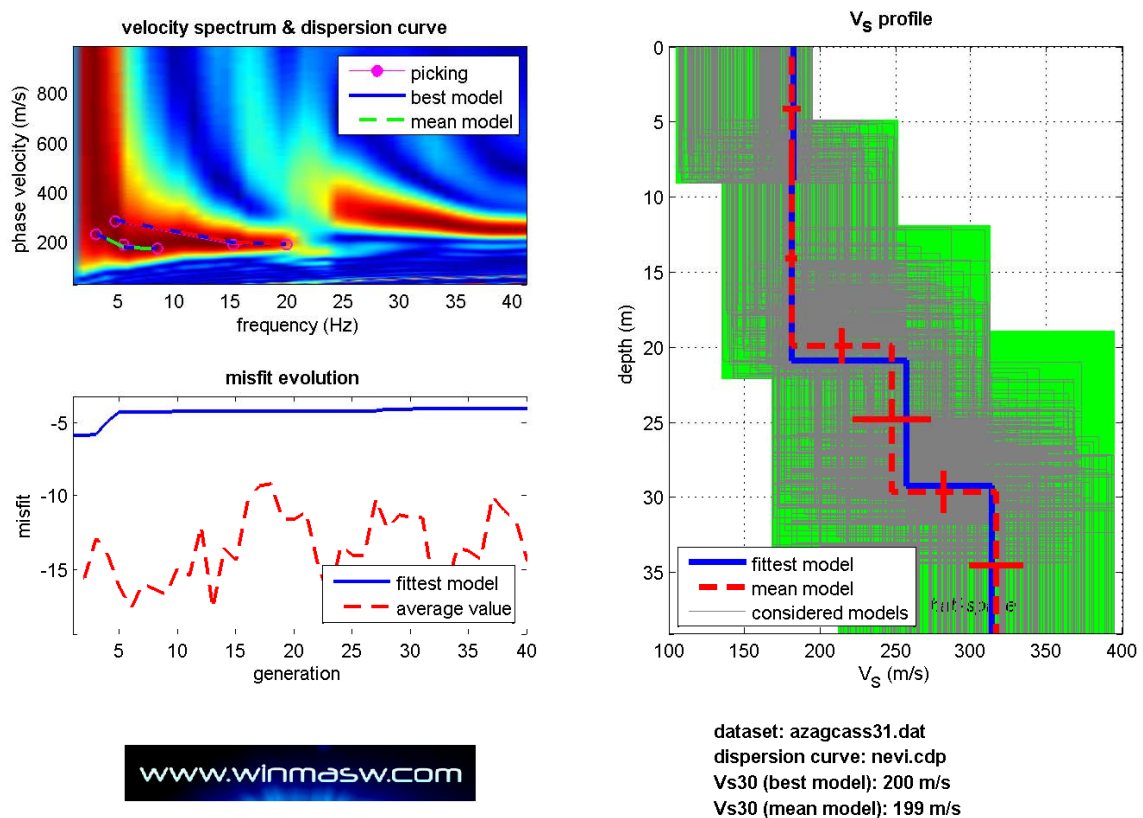 velocity spectrum & dispersion curve
phase velocity (m/s)
800
600
400
200
picking
best model
mean model
5 10 15 20 25 30 35 40
frequency (Hz)
misfit evolution
misfit
-5
-10
-15
fittest model
average value
5 10 15 20 25 30 35 40
generation
www.winmasw.com
VS profile
depth (m)
0
5
10
15
20
25
30
35
fittest model
mean model
considered models
100 150 200 250 300 350 400
VS (m/s)
dataset: azagcass31.dat
dispersion curve: nevi.cdp
Vs30 (best model): 200 m/s
Vs30 (mean model): 199 m/s